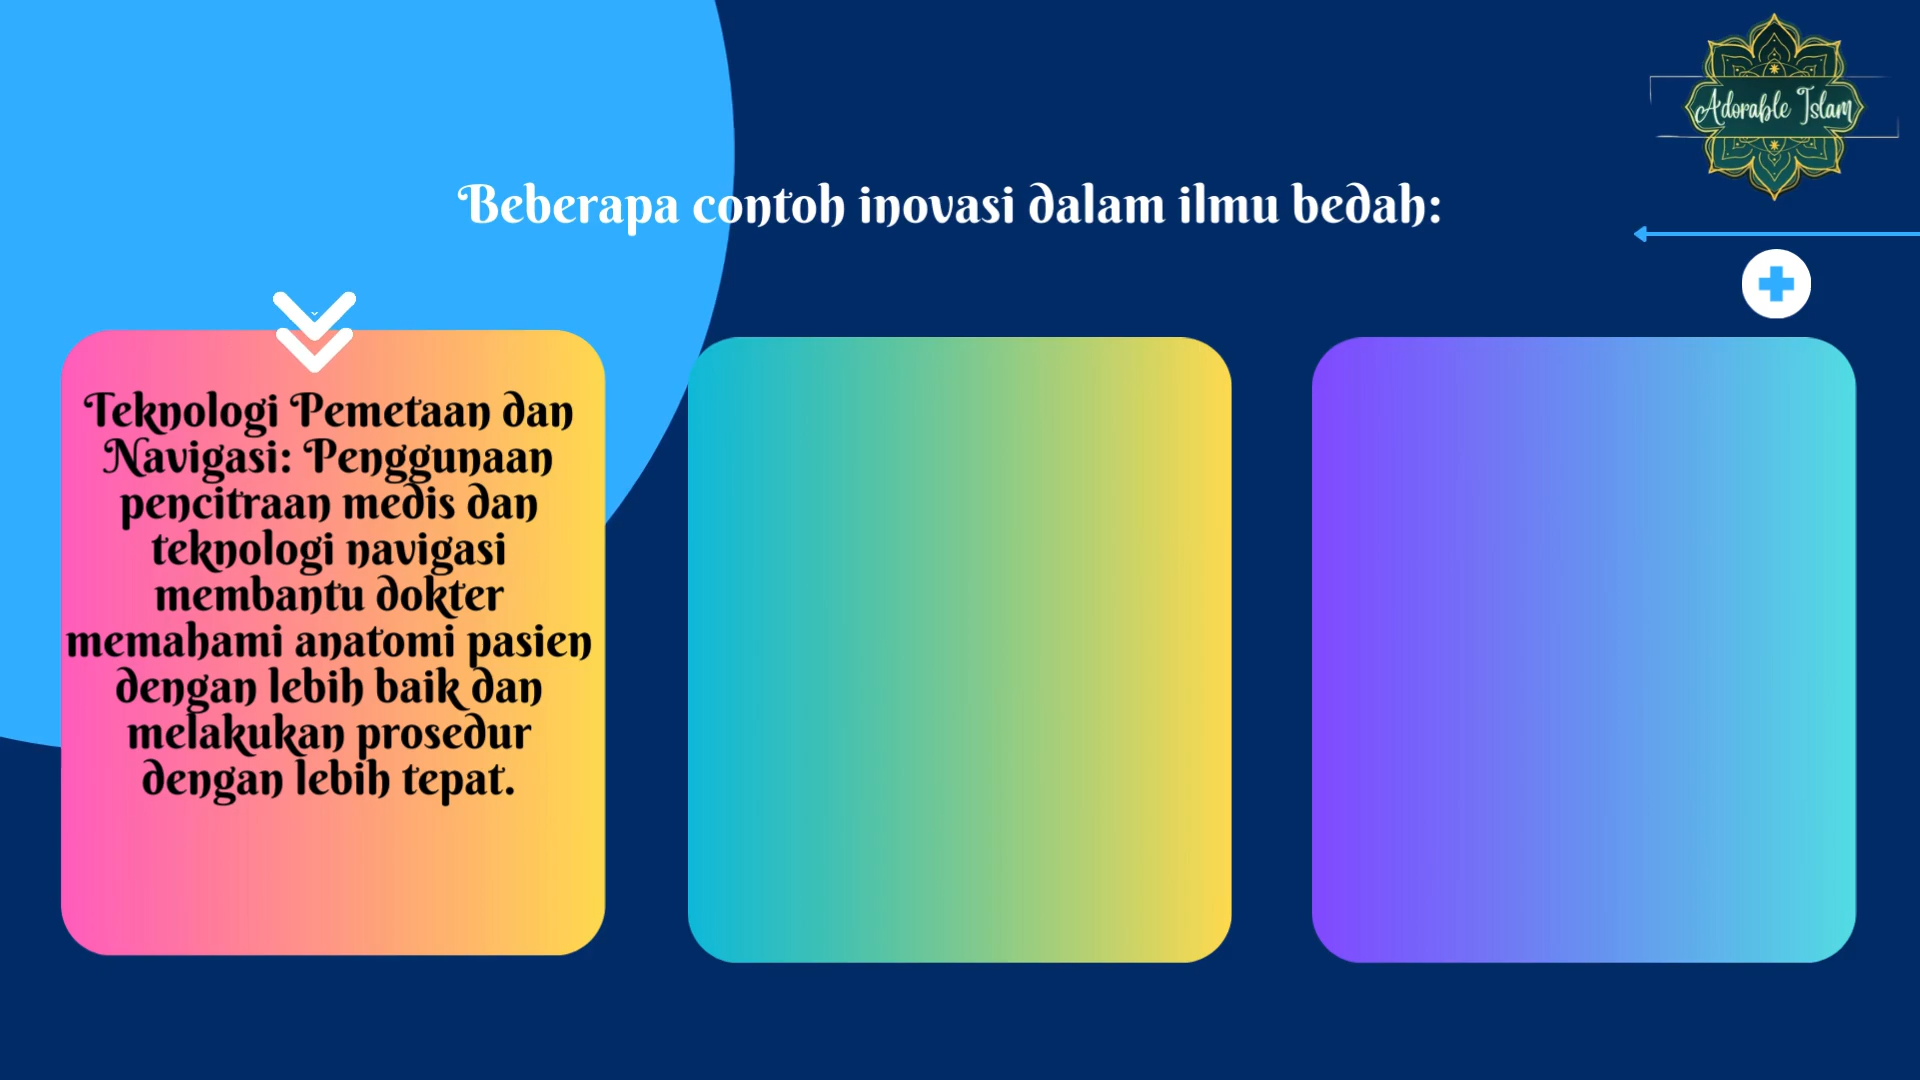 Adorable Islam
Beberapa contoh inovasi dalam ilmu bedah:
Teknologi Pemetaan dan
Navigasi: Penggunaan
pencitraan medis dan
teknologi navigasi
membantu dokter
memahami anatomi pasien
dengan lebih baik dan
melakukan prosedur
dengan lebih tepat.